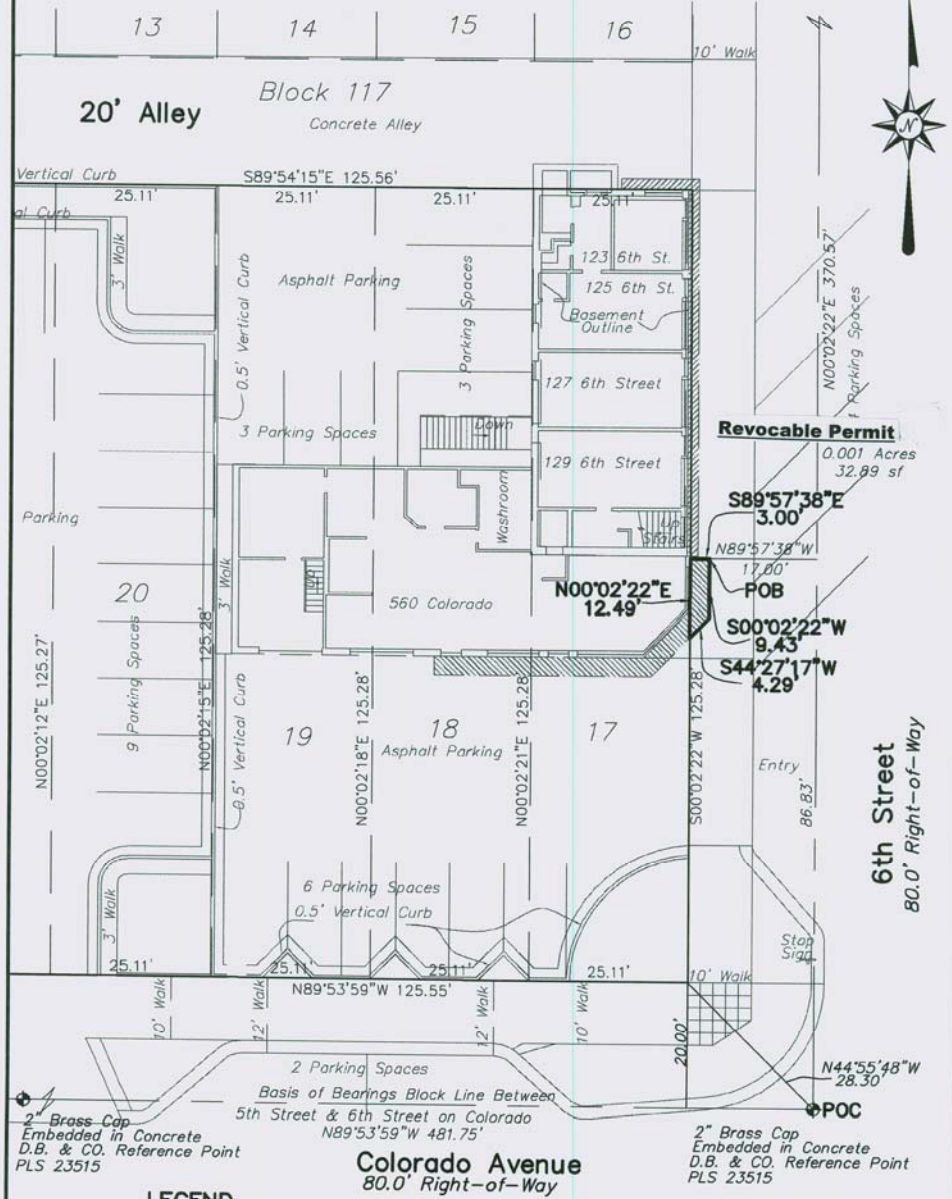 13
14
15
16
10' Walk
Block 117
20' Alley
Concrete Alley
Vertical Curb
S89°54'15"E 125.56'
25.11'
25.11'
25.11'
25.11'
al Curb
3' Walk
0.5' Vertical Curb
Asphalt Parking
3 Parking Spaces
123 6th St.
125 6th St.
Basement
Outline
N
N00°02'22"E 370.57'
Parking Spaces
127 6th Street
3 Parking Spaces
Down
129 6th Street
Revocable Permit
0.001 Acres
32.89 sf
Washroom
Up
Stairs
S89°57'38"E
3.00'
N89°57'38"W
17.00'
POB
Parking
3' Walk
UP
560 Colorado
N00°02'22"E
12.49'
S00°02'22"W
9.43'
S44°27'17"W
4.29'
20
9 Parking Spaces
N00°02'12"E 125.27'
N00°02'15"E 125.28'
0.5' Vertical Curb
19
N00°02'18"E 125.28'
18
Asphalt Parking
N00°02'21"E 125.28'
17
S00°02'22"W 125.28'
Entry
86.83'
6th Street
80.0' Right-of-Way
6 Parking Spaces
0.5' Vertical Curb
3' Walk
Stop
Sign
25.11'
25.11'
25.11'
25.11'
10' Walk
N89°53'59"W 125.55'
10' Walk
12' Walk
12' Walk
10' Walk
20.00'
2 Parking Spaces
N44°55'48"W
28.30'
Basis of Bearings Block Line Between
5th Street & 6th Street on Colorado
N89°53'59"W 481.75'
POC
2" Brass Cap
Embedded in Concrete
D.B. & CO. Reference Point
PLS 23515
Colorado Avenue
80.0' Right-of-Way
2" Brass Cap
Embedded in Concrete
D.B. & CO. Reference Point
PLS 23515
LEGEND